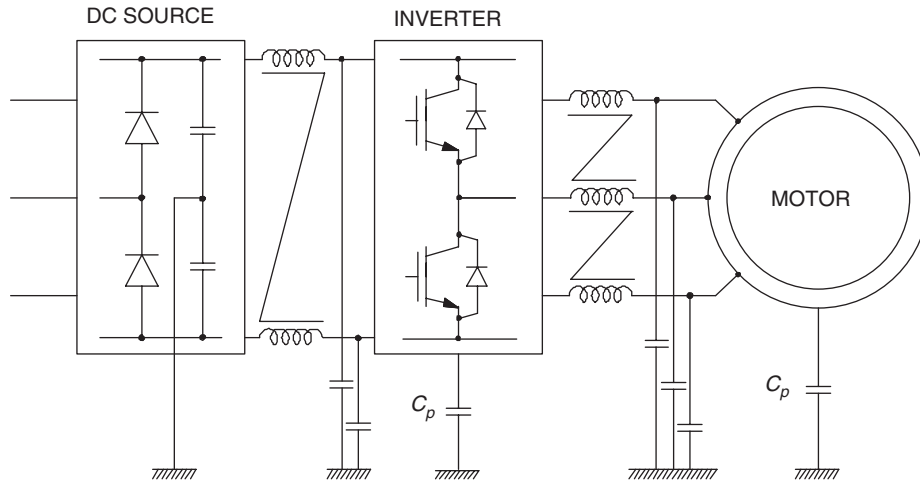 DC SOURCE
INVERTER
MOTOR
Cp
Cp